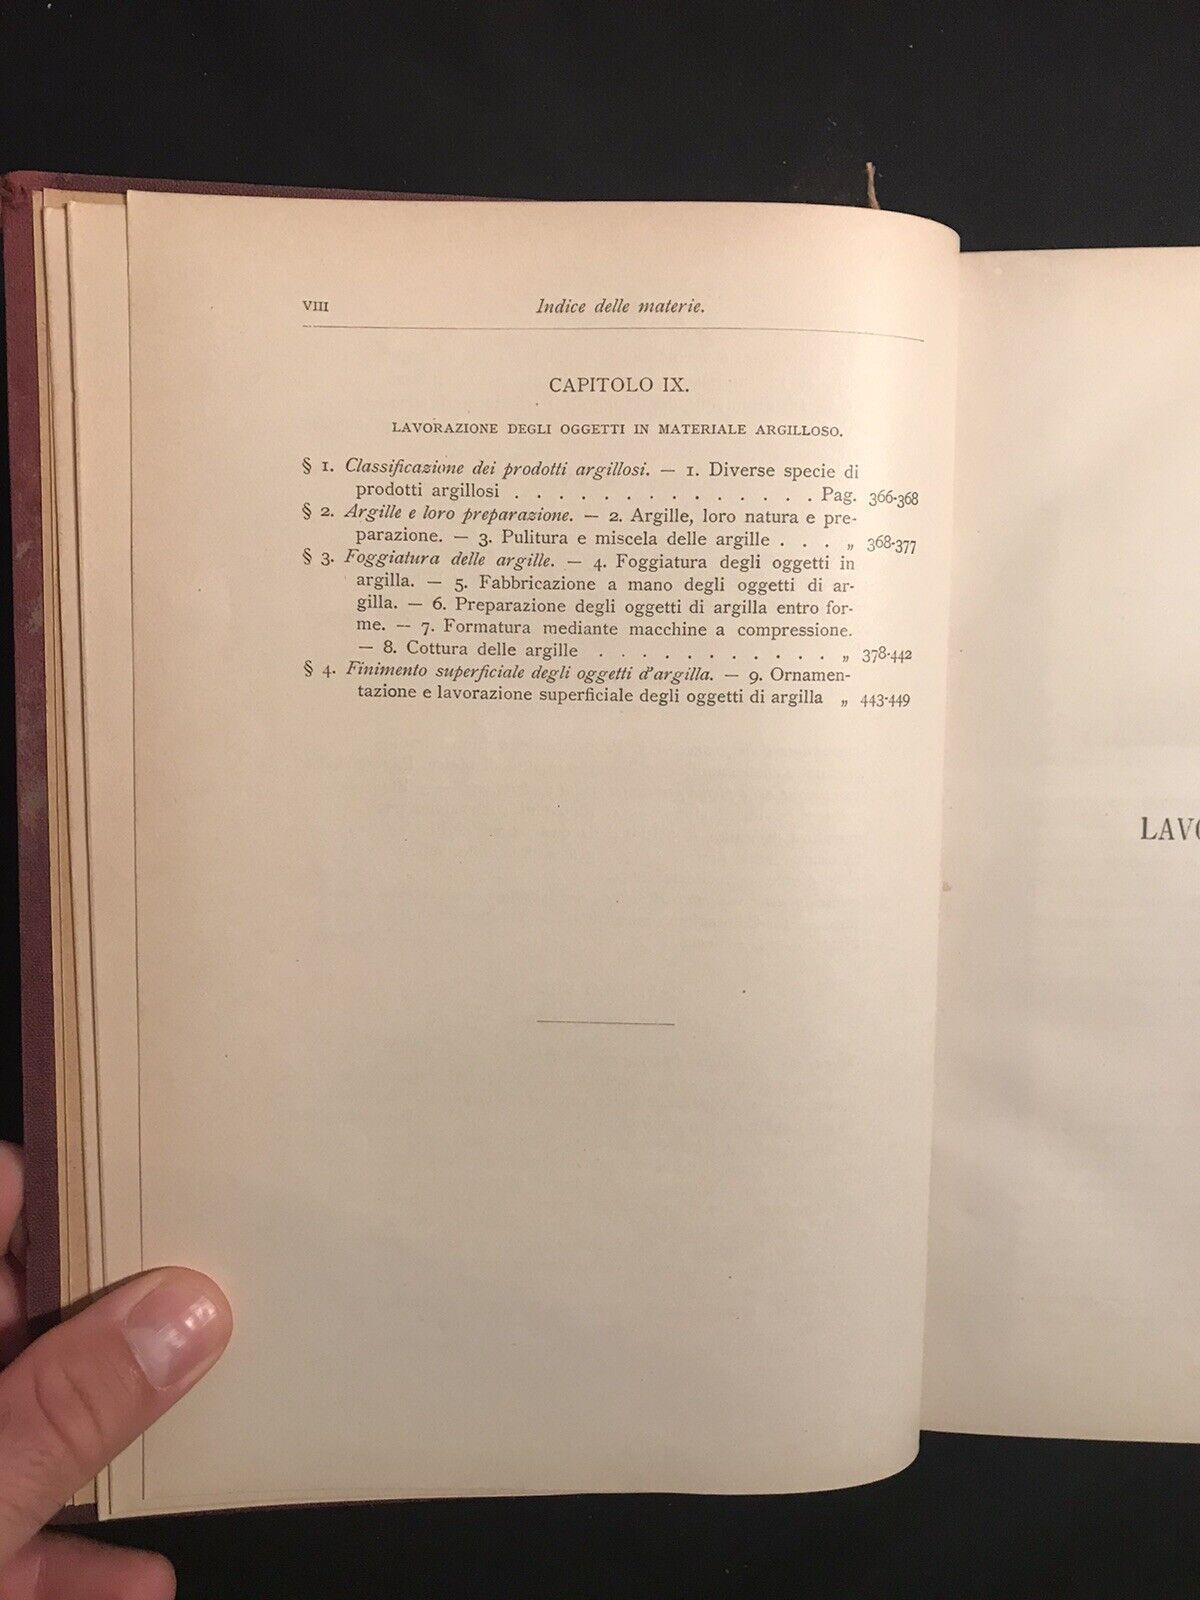 VIII Indice delle materie.
CAPITOLO IX.
LAVORAZIONE DEGLI OGGETTI IN MATERIALE ARGILLOSO.
§ 1. Classificazione dei prodotti argillosi. — 1. Diverse specie di
prodotti argillosi . . . . . . . . . . . . . . Pag. 366-368
§ 2. Argille e loro preparazione. — 2. Argille, loro natura e pre-
parazione. — 3. Pulitura e miscela delle argille . . . „ 368-377
§ 3. Foggiatura delle argille. — 4. Foggiatura degli oggetti in
argilla. — 5. Fabbricazione a mano degli oggetti di ar-
gilla. — 6. Preparazione degli oggetti di argilla entro for-
me. — 7. Formatura mediante macchine a compressione.
— 8. Cottura delle argille . . . . . . . . . . . „ 378-442
§ 4. Finimento superficiale degli oggetti d'argilla. — 9. Ornamen-
tazione e lavorazione superficiale degli oggetti di argilla „ 443-449